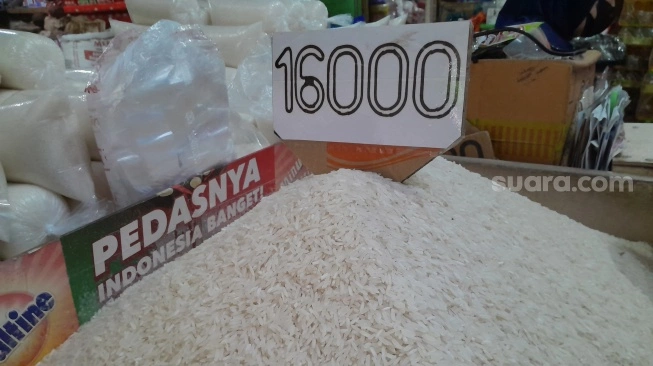 16000
suara.com
PEDASNYA
INDONESIA BANGET!